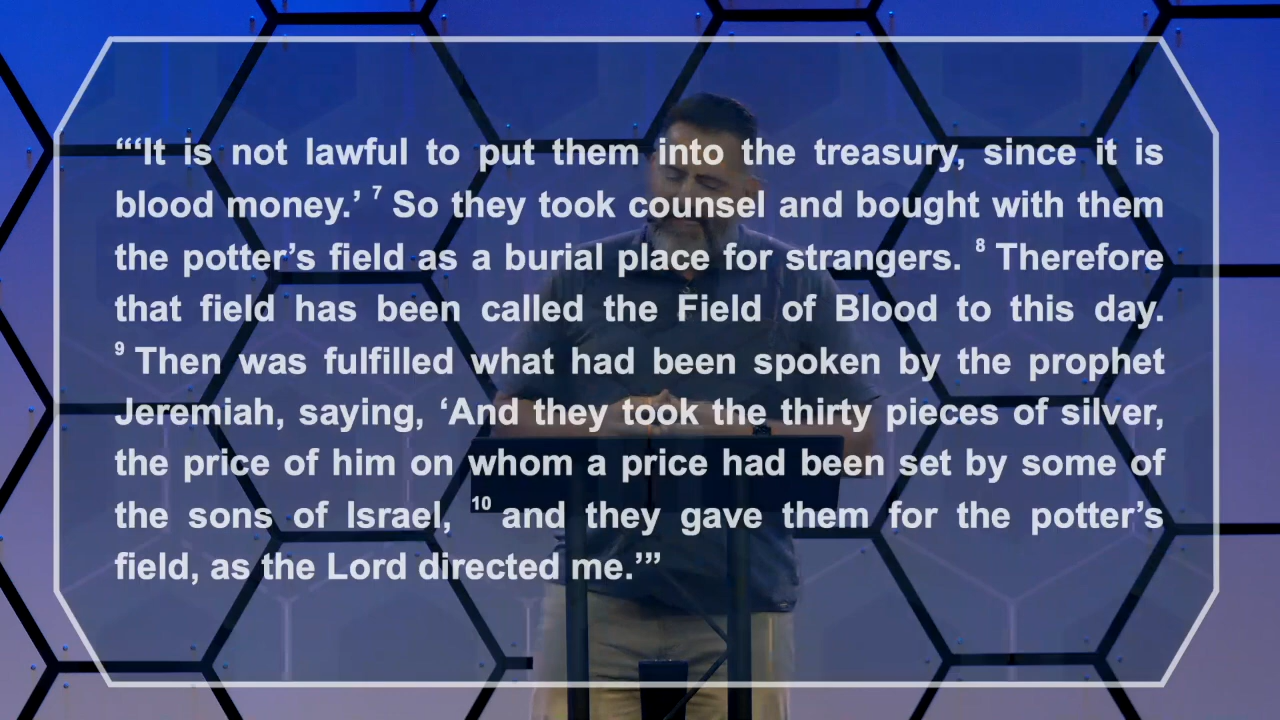 “‘It is not lawful to put them into the treasury, since it is
blood money.’ 7 So they took counsel and bought with them
the potter’s field as a burial place for strangers. 8 Therefore
that field has been called the Field of Blood to this day.
9 Then was fulfilled what had been spoken by the prophet
Jeremiah, saying, ‘And they took the thirty pieces of silver,
the price of him on whom a price had been set by some of
the sons of Israel, 10 and they gave them for the potter’s
field, as the Lord directed me.’”